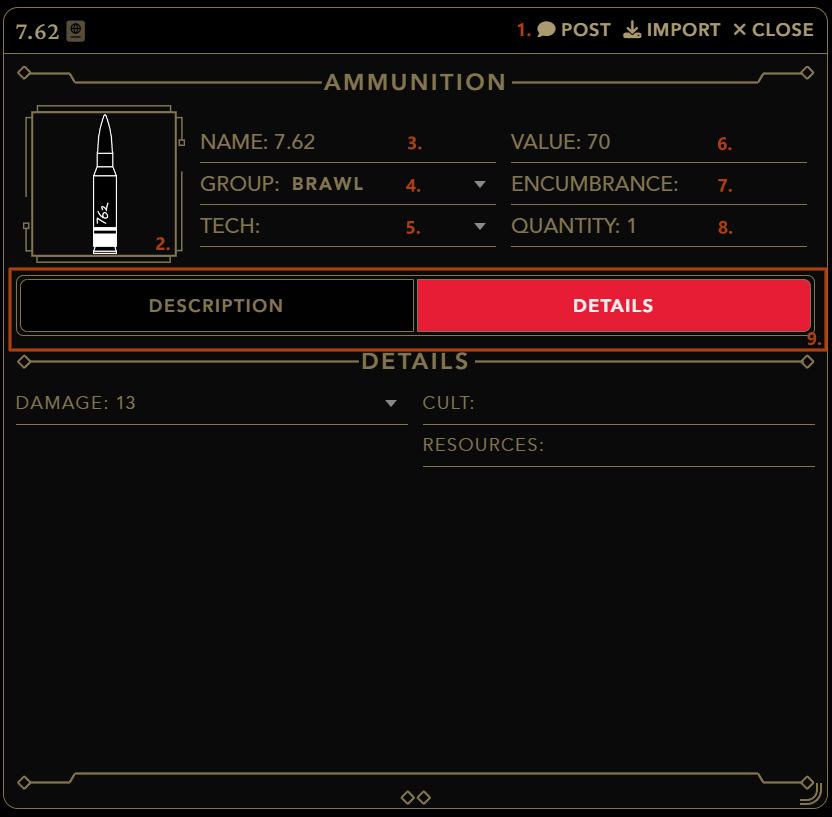 7.62 1. POST IMPORT × CLOSE
AMMUNITION
762
2.
NAME: 7.62 3.
GROUP: BRAWL 4.
TECH: 5.
VALUE: 70 6.
ENCUMBRANCE: 7.
QUANTITY: 1 8.
DESCRIPTION DETAILS
9.
DETAILS
DAMAGE: 13
CULT:
RESOURCES: